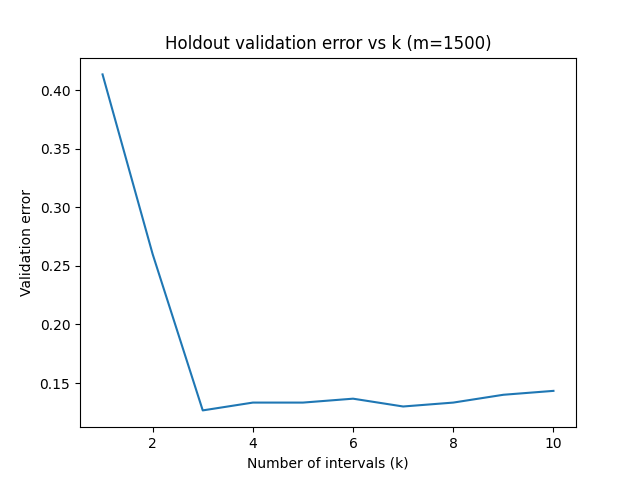 Holdout validation error vs k (m=1500)
0.40
0.35
0.30
0.25
0.20
0.15
Validation error
2 4 6 8 10
Number of intervals (k)